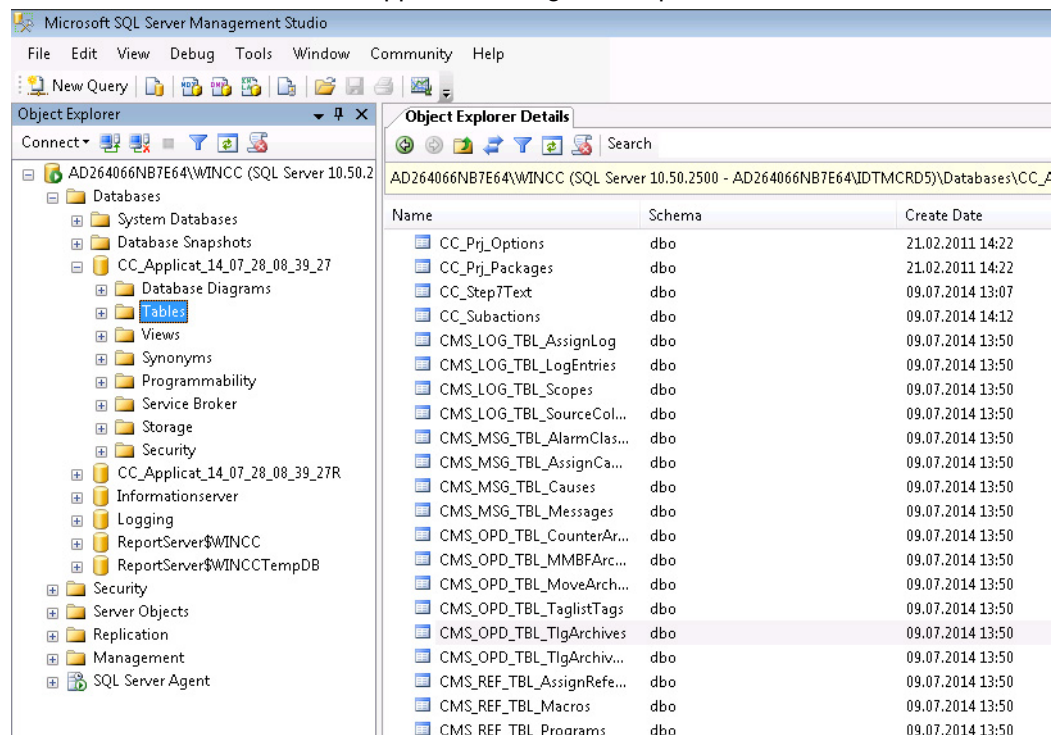 Microsoft SQL Server Management Studio
File Edit View Debug Tools Window Community Help
New Query
Object Explorer
Connect
AD264066NB7E64\WINCC (SQL Server 10.50.2
Databases
System Databases
Database Snapshots
CC_Applicat_14_07_28_08_39_27
Database Diagrams
Tables
Views
Synonyms
Programmability
Service Broker
Storage
Security
CC_Applicat_14_07_28_08_39_27R
Informationserver
Logging
ReportServer$WINCC
ReportServer$WINCCTempDB
Security
Server Objects
Replication
Management
SQL Server Agent
Object Explorer Details
Search
AD264066NB7E64\WINCC (SQL Server 10.50.2500 - AD264066NB7E64\IDTMCRD5)\Databases\CC_A
Name Schema Create Date
CC_Prj_Options dbo 21.02.2011 14:22
CC_Prj_Packages dbo 21.02.2011 14:22
CC_Step7Text dbo 09.07.2014 13:07
CC_Subactions dbo 09.07.2014 14:12
CMS_LOG_TBL_AssignLog dbo 09.07.2014 13:50
CMS_LOG_TBL_LogEntries dbo 09.07.2014 13:50
CMS_LOG_TBL_Scopes dbo 09.07.2014 13:50
CMS_LOG_TBL_SourceCol... dbo 09.07.2014 13:50
CMS_MSG_TBL_AlarmClas... dbo 09.07.2014 13:50
CMS_MSG_TBL_AssignCa... dbo 09.07.2014 13:50
CMS_MSG_TBL_Causes dbo 09.07.2014 13:50
CMS_MSG_TBL_Messages dbo 09.07.2014 13:50
CMS_OPD_TBL_CounterAr... dbo 09.07.2014 13:50
CMS_OPD_TBL_MMBFArc... dbo 09.07.2014 13:50
CMS_OPD_TBL_MoveArch... dbo 09.07.2014 13:50
CMS_OPD_TBL_TaglistTags dbo 09.07.2014 13:50
CMS_OPD_TBL_TlgArchives dbo 09.07.2014 13:50
CMS_OPD_TBL_TlgArchiv... dbo 09.07.2014 13:50
CMS_REF_TBL_AssignRefe... dbo 09.07.2014 13:50
CMS_REF_TBL_Macros dbo 09.07.2014 13:50
CMS_REF_TBL_Programs dbo 09.07.2014 13:50